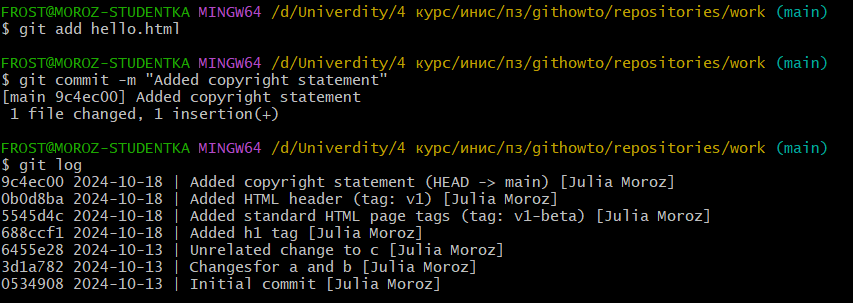 FROST@MOROZ-STUDENTKA MINGW64 /d/Univerdity/4 курс/инис/пз/githowto/repositories/work (main)
$ git add hello.html
FROST@MOROZ-STUDENTKA MINGW64 /d/Univerdity/4 курс/инис/пз/githowto/repositories/work (main)
$ git commit -m "Added copyright statement"
[main 9c4ec00] Added copyright statement
1 file changed, 1 insertion(+)
FROST@MOROZ-STUDENTKA MINGW64 /d/Univerdity/4 курс/инис/пз/githowto/repositories/work (main)
$ git log
9c4ec00 2024-10-18 | Added copyright statement (HEAD -> main) [Julia Moroz]
0b0d8ba 2024-10-18 | Added HTML header (tag: v1) [Julia Moroz]
5545d4c 2024-10-18 | Added standard HTML page tags (tag: v1-beta) [Julia Moroz]
688ccf1 2024-10-18 | Added h1 tag [Julia Moroz]
6455e28 2024-10-13 | Unrelated change to c [Julia Moroz]
3d1a782 2024-10-13 | Changesfor a and b [Julia Moroz]
0534908 2024-10-13 | Initial commit [Julia Moroz]